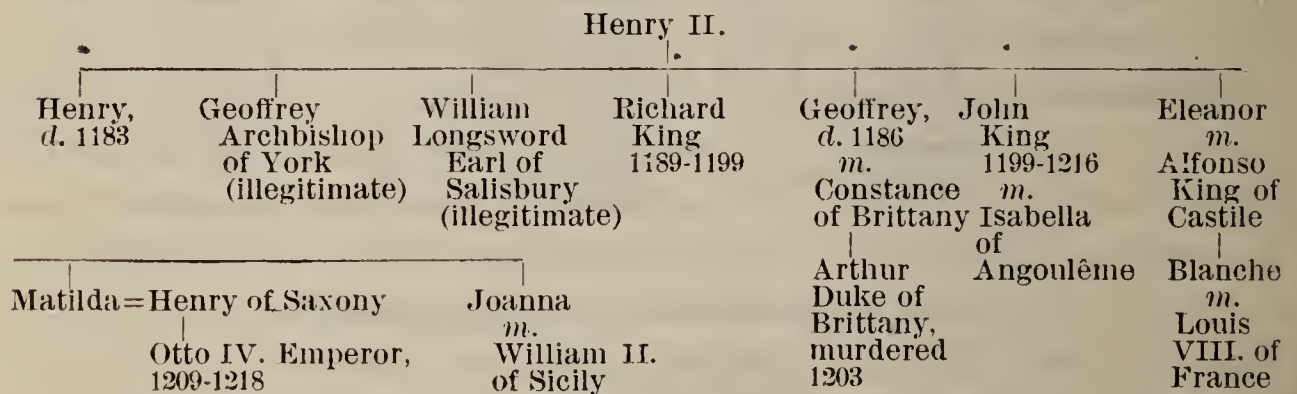 Henry II.
Henry, Geoffrey William Richard Geoffrey, John Eleanor
d. 1183 Archbishop Longsword King d. 1186 King m.
of York Earl of 1189-1199 m. 1199-1216 Alfonso
(illegitimate) Salisbury Constance m. King of
(illegitimate) of Brittany Isabella Castile
of
Matilda=Henry of Saxony Joanna Arthur Angoulême Blanche
m. Duke of m.
Otto IV. Emperor, William II. Brittany, Louis
1209-1218 of Sicily murdered VIII. of
1203 France